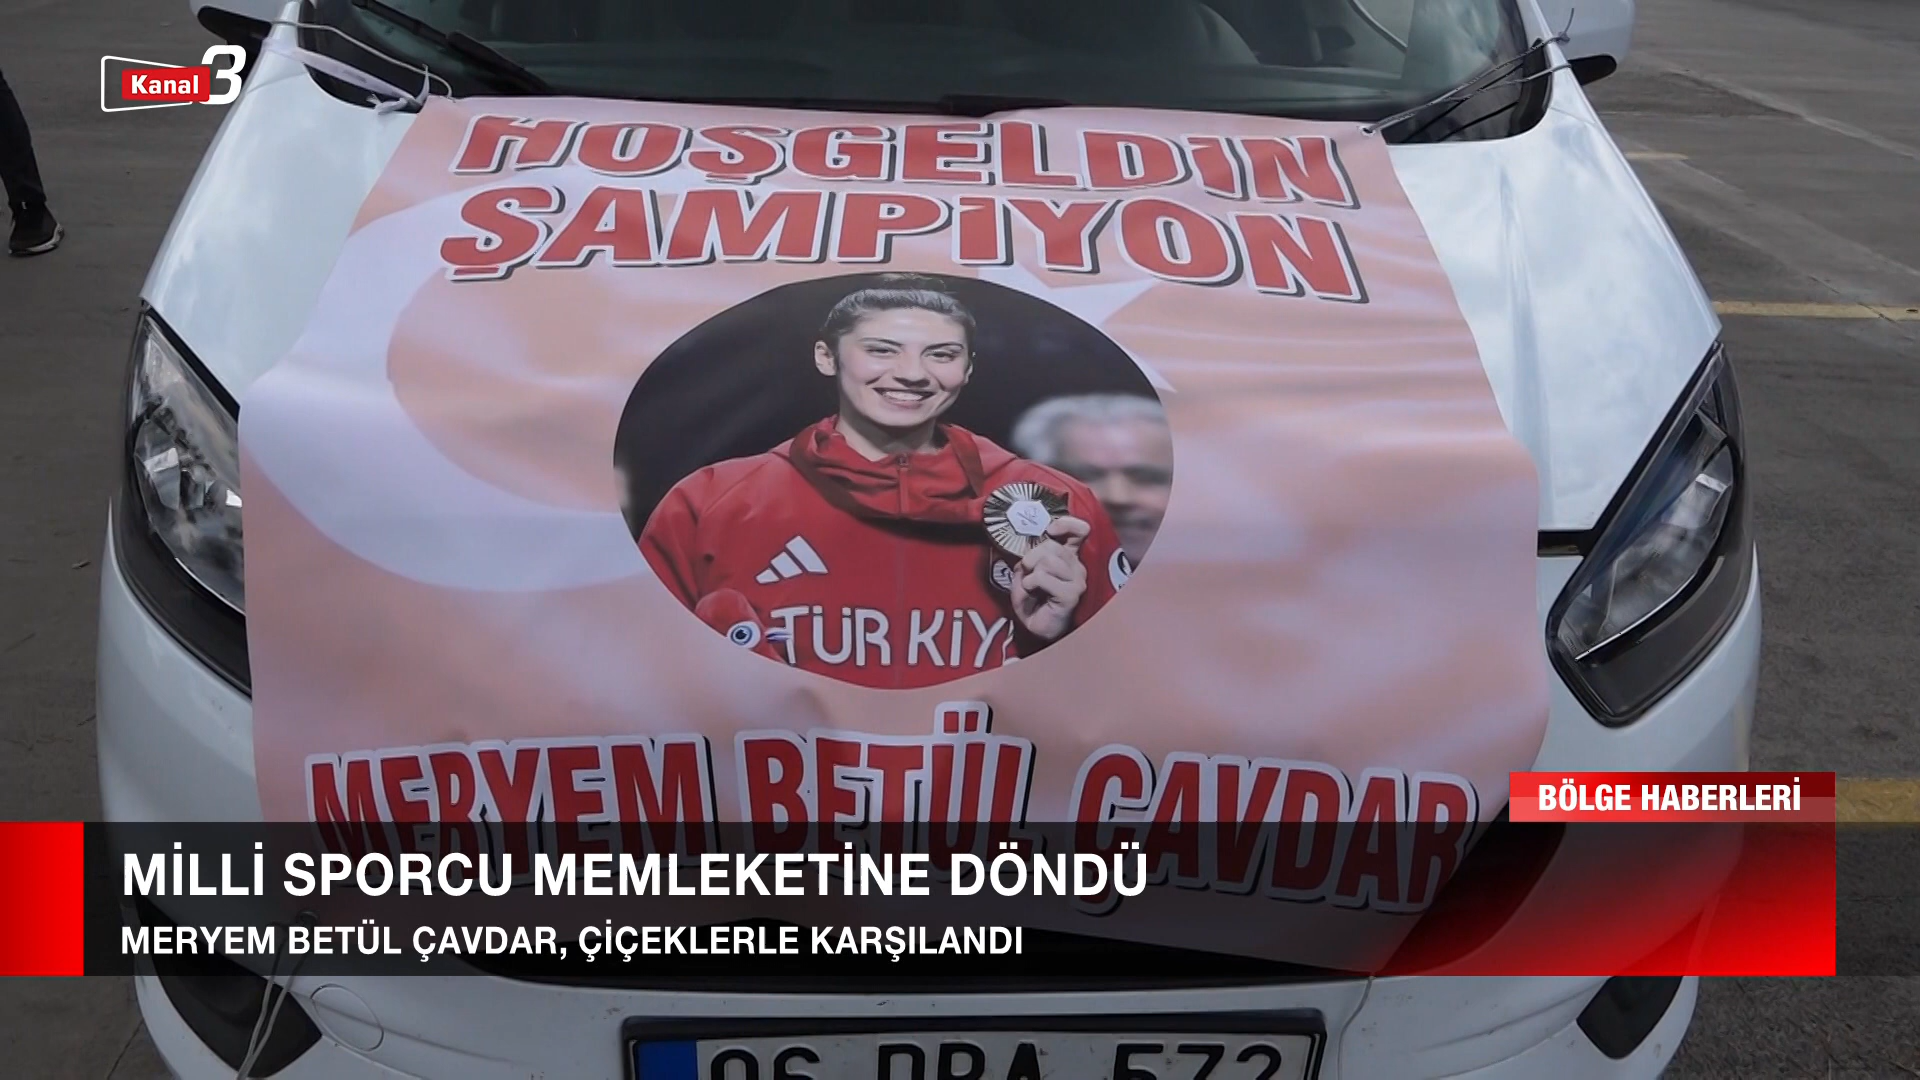 Kanal 3
HOŞGELDİN
ŞAMPİYON
TÜRKİY
MERYEM BETÜL ÇAVDAR
BÖLGE HABERLERİ
MİLLİ SPORCU MEMLEKETİNE DÖNDÜ
MERYEM BETÜL ÇAVDAR, ÇİÇEKLERLE KARŞILANDI